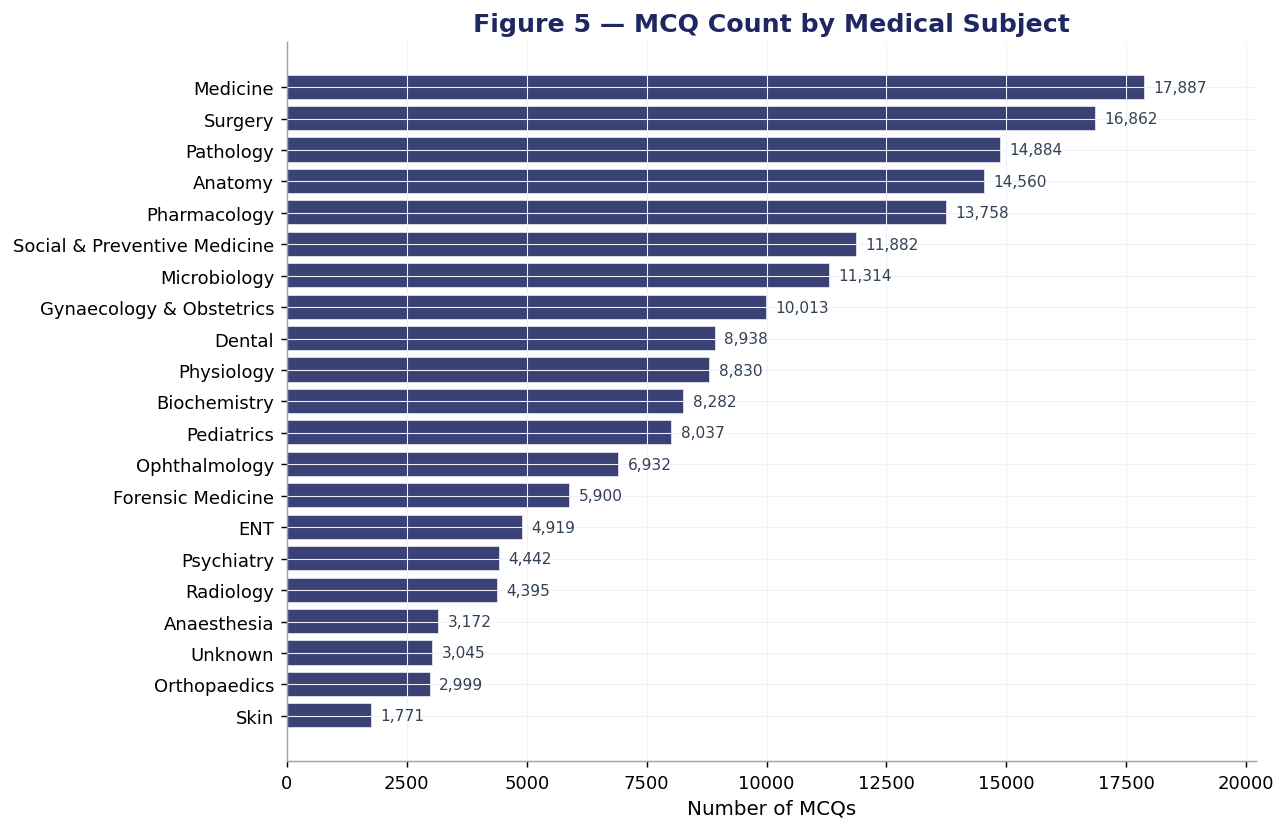 Figure 5 — MCQ Count by Medical Subject
Medicine 17,887
Surgery 16,862
Pathology 14,884
Anatomy 14,560
Pharmacology 13,758
Social & Preventive Medicine 11,882
Microbiology 11,314
Gynaecology & Obstetrics 10,013
Dental 8,938
Physiology 8,830
Biochemistry 8,282
Pediatrics 8,037
Ophthalmology 6,932
Forensic Medicine 5,900
ENT 4,919
Psychiatry 4,442
Radiology 4,395
Anaesthesia 3,172
Unknown 3,045
Orthopaedics 2,999
Skin 1,771
0 2500 5000 7500 10000 12500 15000 17500 20000
Number of MCQs